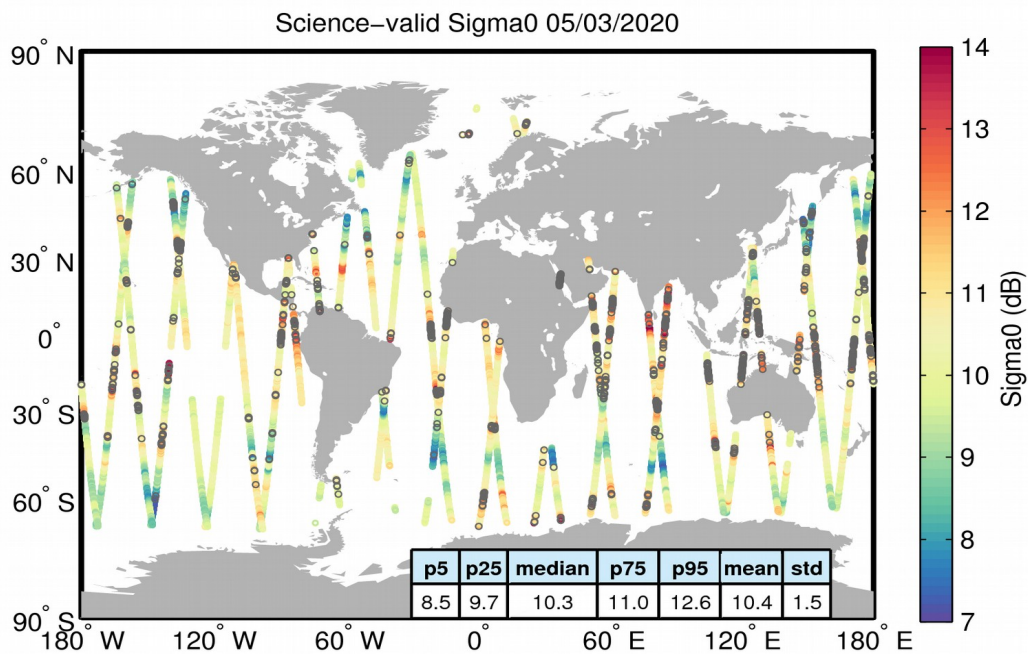 Science−valid Sigma0 05/03/2020
90° N
60° N
30° N
0°
30° S
60° S
90° S
180° W
120° W
60° W
0°
60° E
120° E
180° E
p5 p25 median p75 p95 mean std
8.5 9.7 10.3 11.0 12.6 10.4 1.5
14
13
12
11
10
9
8
7
Sigma0 (dB)